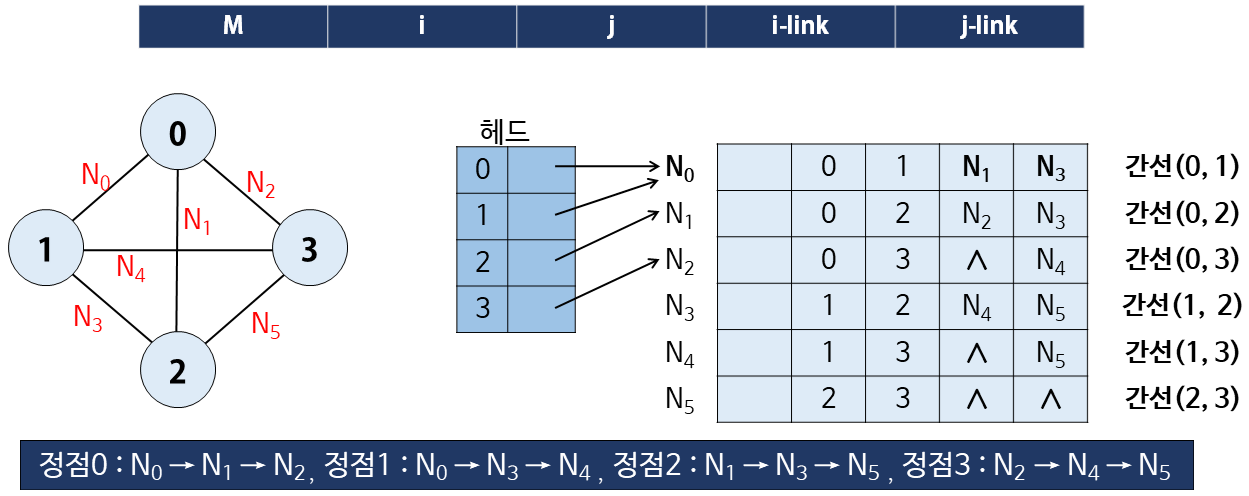 M i j i-link j-link
0
N₀ N₂
N₁
1 3
N₄
N₃ N₅
2
헤드
0
1
2
3
N₀ 0 1 N₁ N₃ 간선(0, 1)
N₁ 0 2 N₂ N₃ 간선(0, 2)
N₂ 0 3 ∧ N₄ 간선(0, 3)
N₃ 1 2 N₄ N₅ 간선(1, 2)
N₄ 1 3 ∧ N₅ 간선(1, 3)
N₅ 2 3 ∧ ∧ 간선(2, 3)
정점0 : N₀ → N₁ → N₂, 정점1 : N₀ → N₃ → N₄ , 정점2 : N₁ → N₃ → N₅ , 정점3 : N₂ → N₄ → N₅